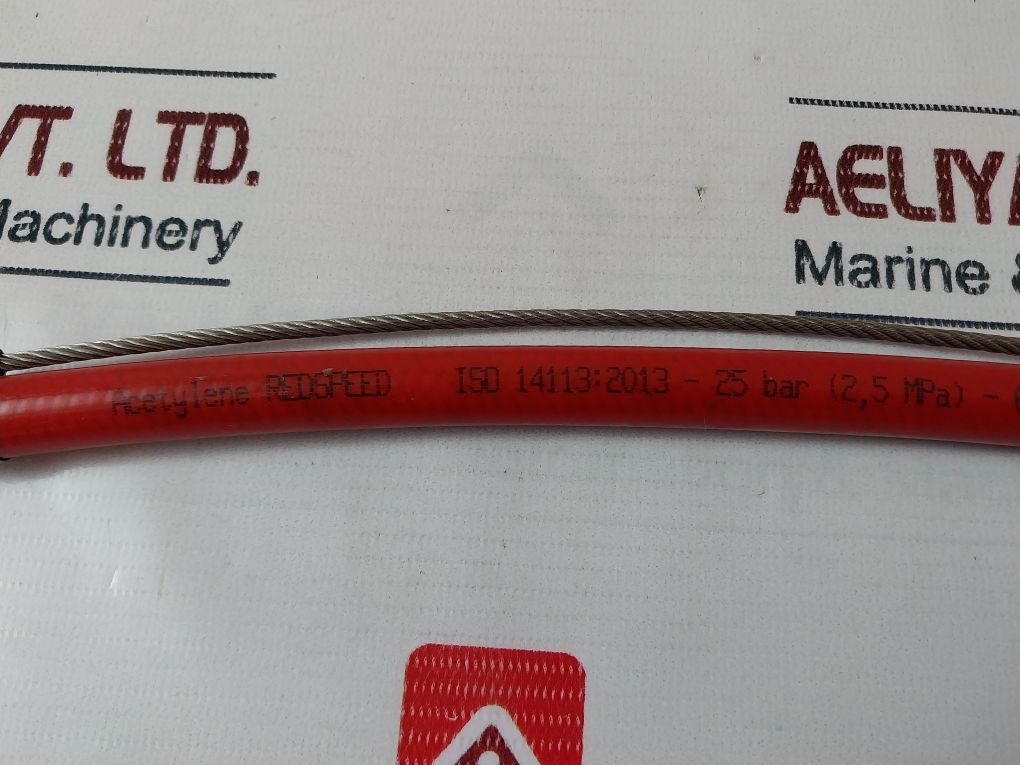 VT. LTD.
Machinery
AELIYA
Marine &
Acetylene REDSPEED ISO 14113:2013 - 25 bar (2,5 MPa) -